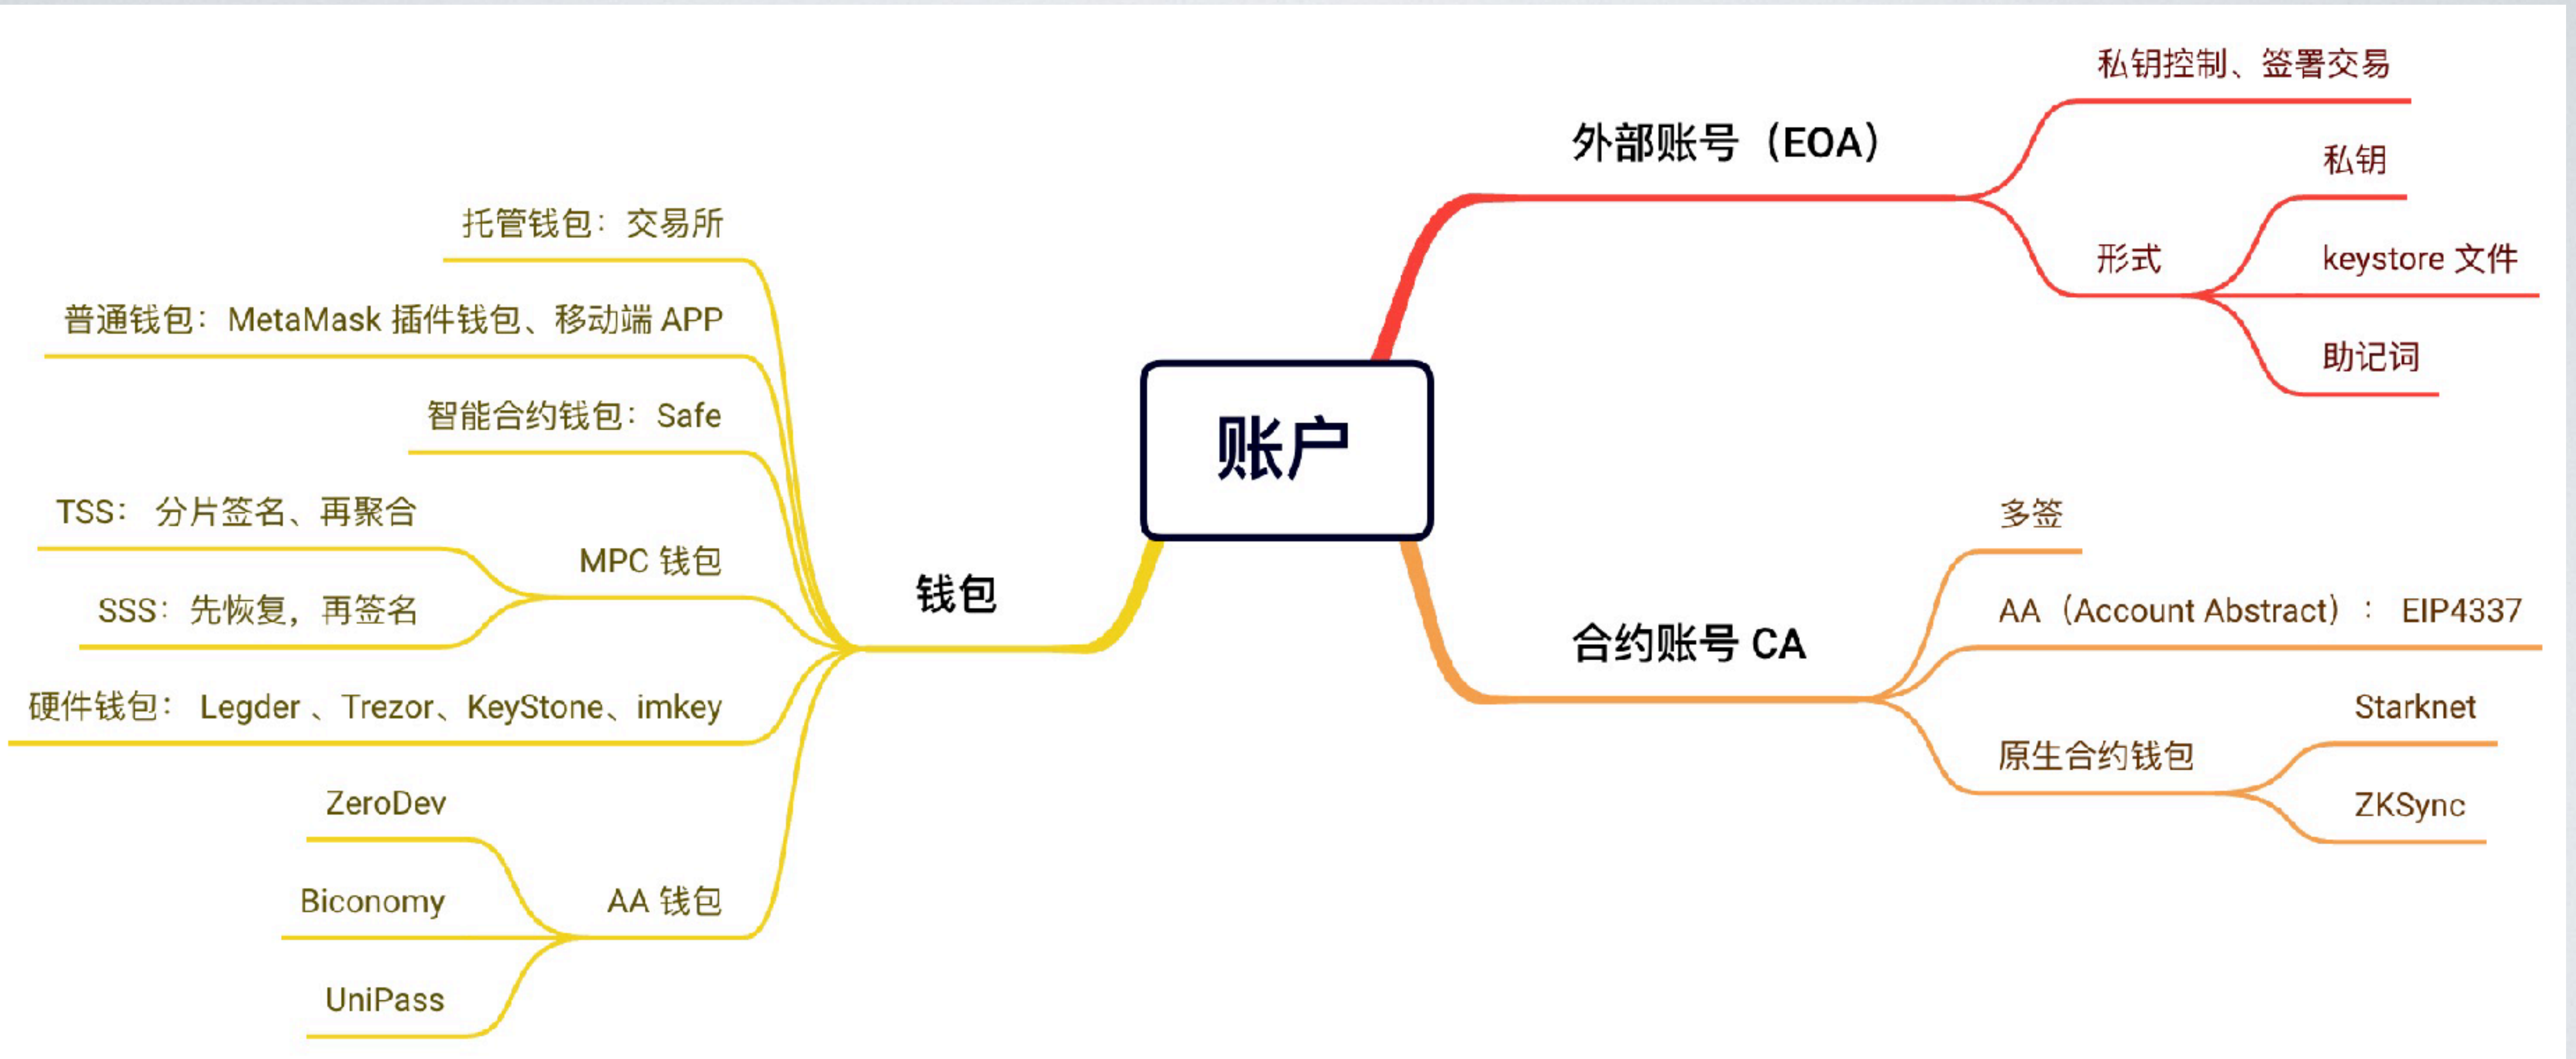 账户
外部账号（EOA）
私钥控制、签署交易
形式
私钥
keystore 文件
助记词
合约账号 CA
多签
AA（Account Abstract）： EIP4337
原生合约钱包
Starknet
ZKSync
钱包
托管钱包：交易所
普通钱包：MetaMask 插件钱包、移动端 APP
智能合约钱包：Safe
MPC 钱包
TSS： 分片签名、再聚合
SSS：先恢复，再签名
硬件钱包： Legder 、Trezor、KeyStone、imkey
AA 钱包
ZeroDev
Biconomy
UniPass